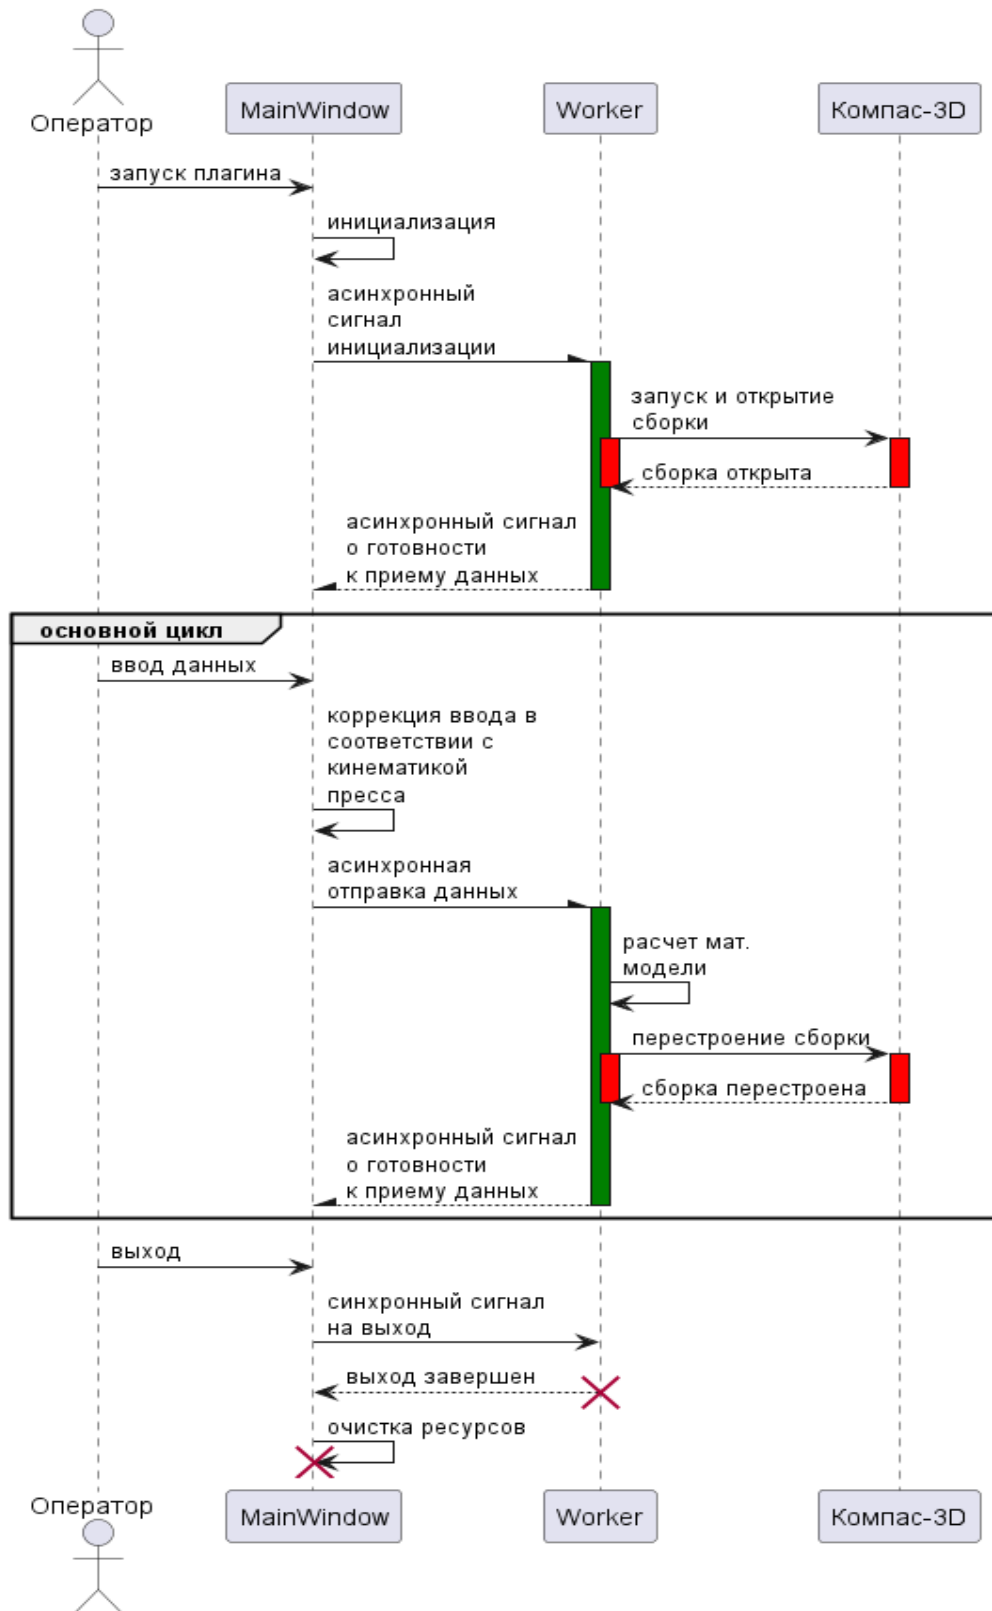 Оператор
MainWindow
Worker
Компас-3D
запуск плагина
инициализация
асинхронный
сигнал
инициализации
запуск и открытие
сборки
сборка открыта
асинхронный сигнал
о готовности
к приему данных
основной цикл
ввод данных
коррекция ввода в
соответствии с
кинематикой
пресса
асинхронная
отправка данных
расчет мат.
модели
перестроение сборки
сборка перестроена
асинхронный сигнал
о готовности
к приему данных
выход
синхронный сигнал
на выход
выход завершен
очистка ресурсов
Оператор
MainWindow
Worker
Компас-3D